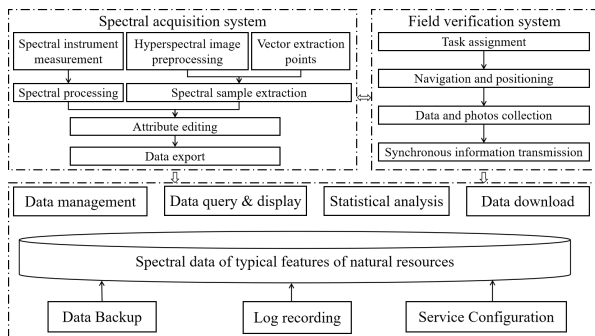 Spectral acquisition system
Spectral instrument
measurement
Hyperspectral image
preprocessing
Vector extraction
points
Spectral processing
Spectral sample extraction
Attribute editing
Data export
Field verification system
Task assignment
Navigation and positioning
Data and photos collection
Synchronous information transmission
Data management
Data query & display
Statistical analysis
Data download
Spectral data of typical features of natural resources
Data Backup
Log recording
Service Configuration